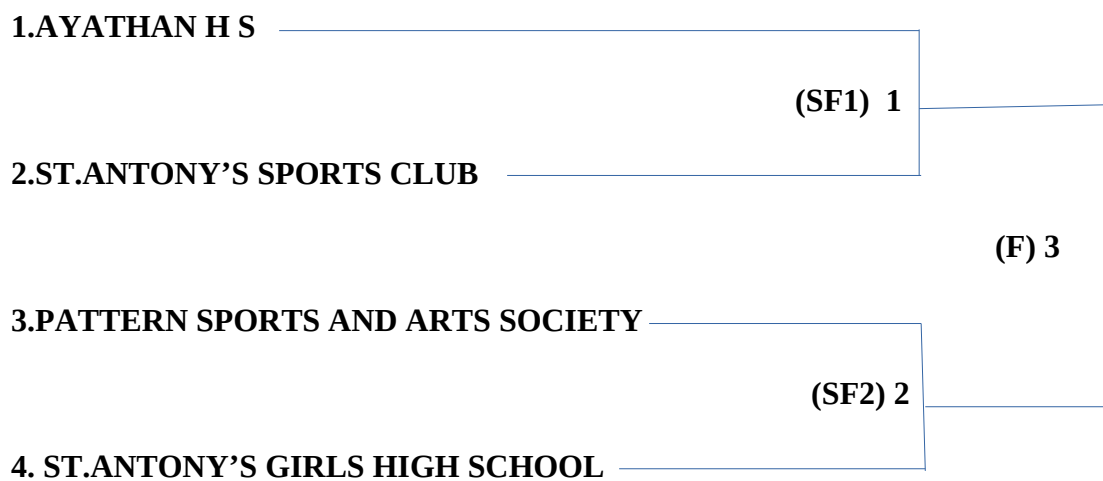 1.AYATHAN H S
(SF1) 1
2.ST.ANTONY’S SPORTS CLUB
(F) 3
3.PATTERN SPORTS AND ARTS SOCIETY
(SF2) 2
4. ST.ANTONY’S GIRLS HIGH SCHOOL